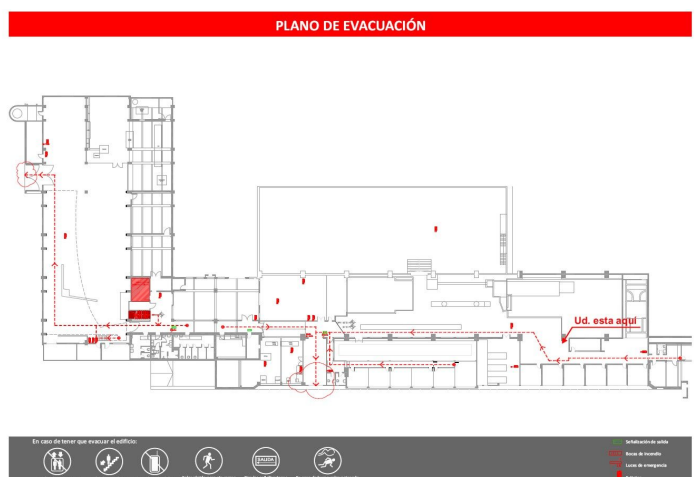 PLANO DE EVACUACIÓN
Ud. esta aquí
En caso de tener que evacuar el edificio:
SALIDA
Señalización de salida
Bocas de Incendio
Luces de emergencia